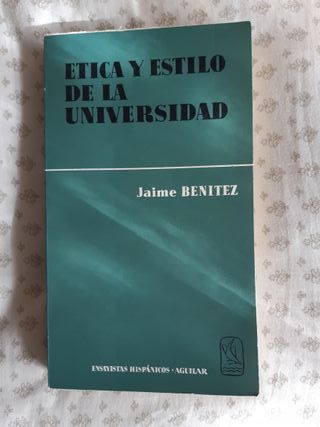 ETICA Y ESTILO
DE LA
UNIVERSIDAD
Jaime BENITEZ
ENSAYISTAS HISPÁNICOS - AGUILAR